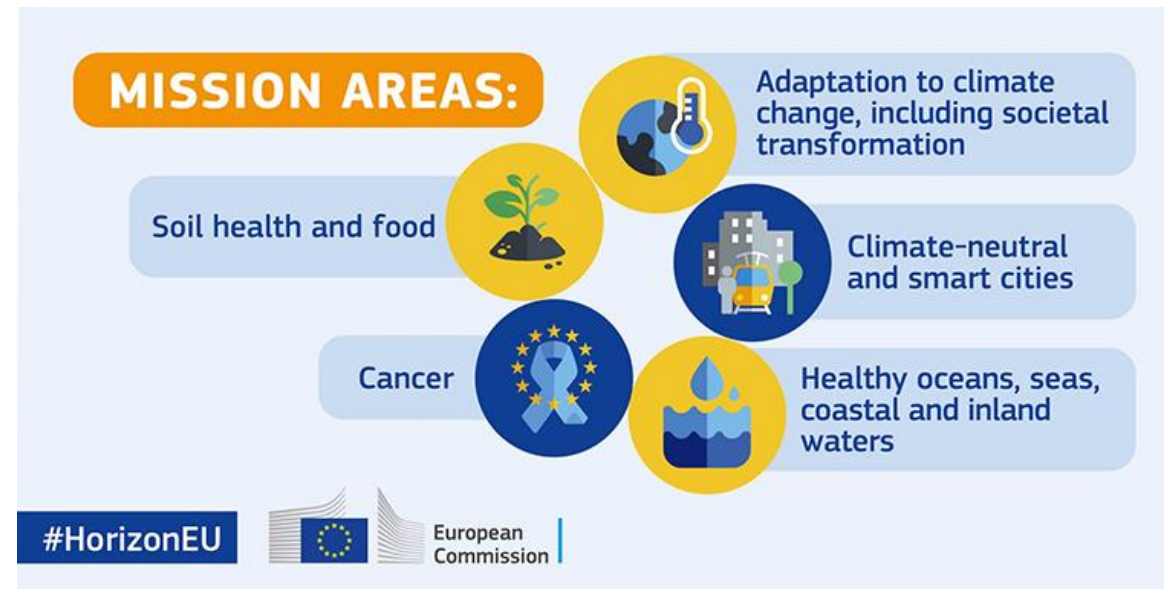 MISSION AREAS:
Adaptation to climate
change, including societal
transformation
Soil health and food
Climate-neutral
and smart cities
Cancer
Healthy oceans, seas,
coastal and inland
waters
#HorizonEU
European
Commission